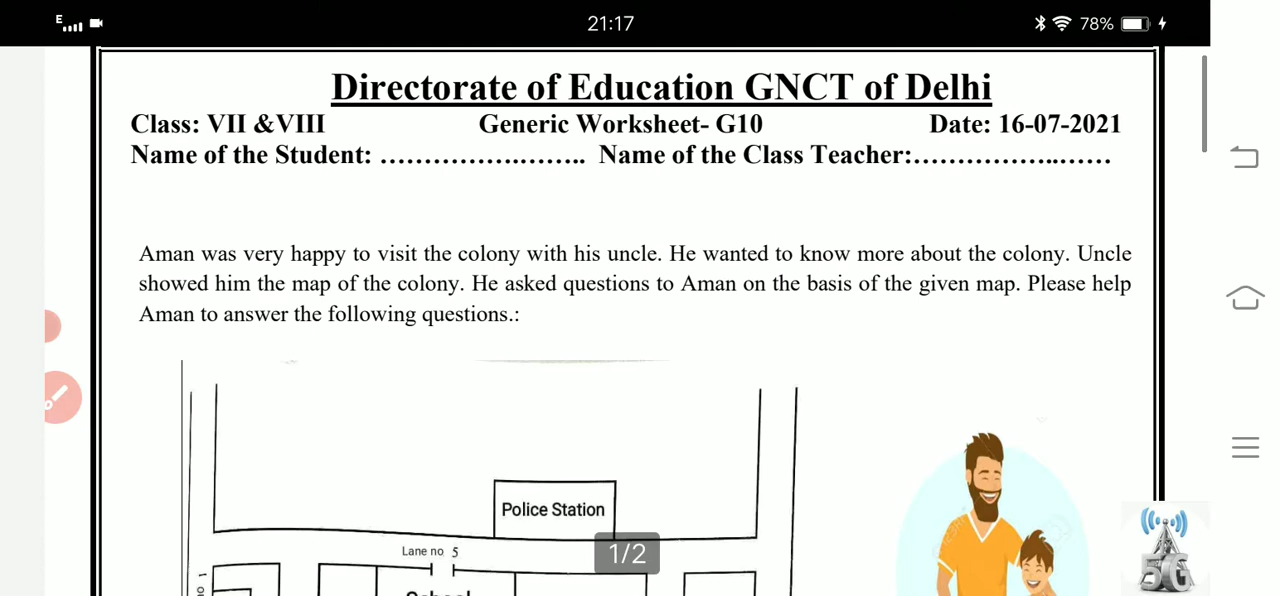 E 21:17 78%
Directorate of Education GNCT of Delhi
Class: VII &VIII Generic Worksheet- G10 Date: 16-07-2021
Name of the Student: ……………..…….. Name of the Class Teacher:……………..……
Aman was very happy to visit the colony with his uncle. He wanted to know more about the colony. Uncle
showed him the map of the colony. He asked questions to Aman on the basis of the given map. Please help
Aman to answer the following questions.:
Police Station
Lane no 5
1/2
School
5G